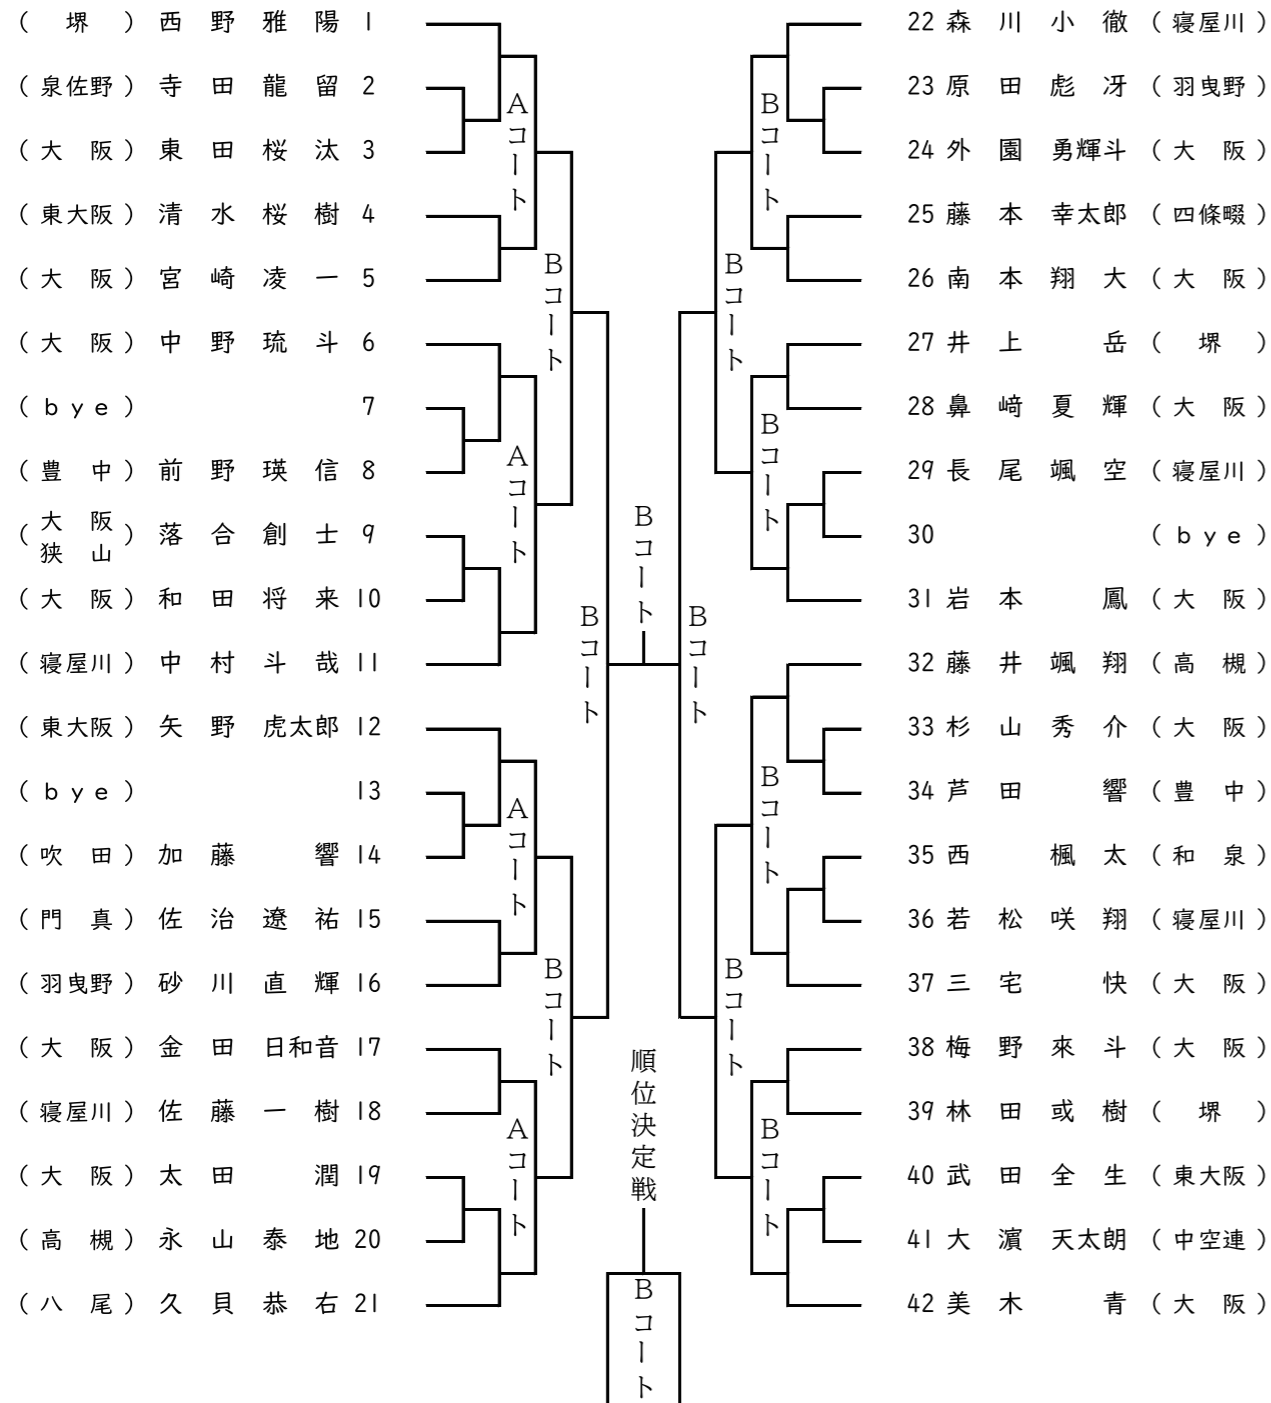 （堺）西野雅陽 1
（泉佐野）寺田龍留 2
（大阪）東田桜汰 3
（東大阪）清水桜樹 4
（大阪）宮崎凌一 5
（大阪）中野琉斗 6
（bye） 7
（豊中）前野瑛信 8
（大阪狭山）落合創士 9
（大阪）和田将来 10
（寝屋川）中村斗哉 11
（東大阪）矢野虎太郎 12
（bye） 13
（吹田）加藤響 14
（門真）佐治遼祐 15
（羽曳野）砂川直輝 16
（大阪）金田日和音 17
（寝屋川）佐藤一樹 18
（大阪）太田潤 19
（高槻）永山泰地 20
（八尾）久貝恭右 21
Aコート
Aコート
Aコート
Aコート
Bコート
Bコート
Bコート
Bコート
順位決定戦
Bコート
Bコート
Bコート
Bコート
Bコート
Bコート
Bコート
Bコート
22 森川小徹（寝屋川）
23 原田彪冴（羽曳野）
24 外園勇輝斗（大阪）
25 藤本幸太郎（四條畷）
26 南本翔大（大阪）
27 井上岳（堺）
28 鼻﨑夏輝（大阪）
29 長尾颯空（寝屋川）
30 （bye）
31 岩本鳳（大阪）
32 藤井颯翔（高槻）
33 杉山秀介（大阪）
34 芦田響（豊中）
35 西楓太（和泉）
36 若松咲翔（寝屋川）
37 三宅快（大阪）
38 梅野來斗（大阪）
39 林田或樹（堺）
40 武田全生（東大阪）
41 大濵天太朗（中空連）
42 美木青（大阪）